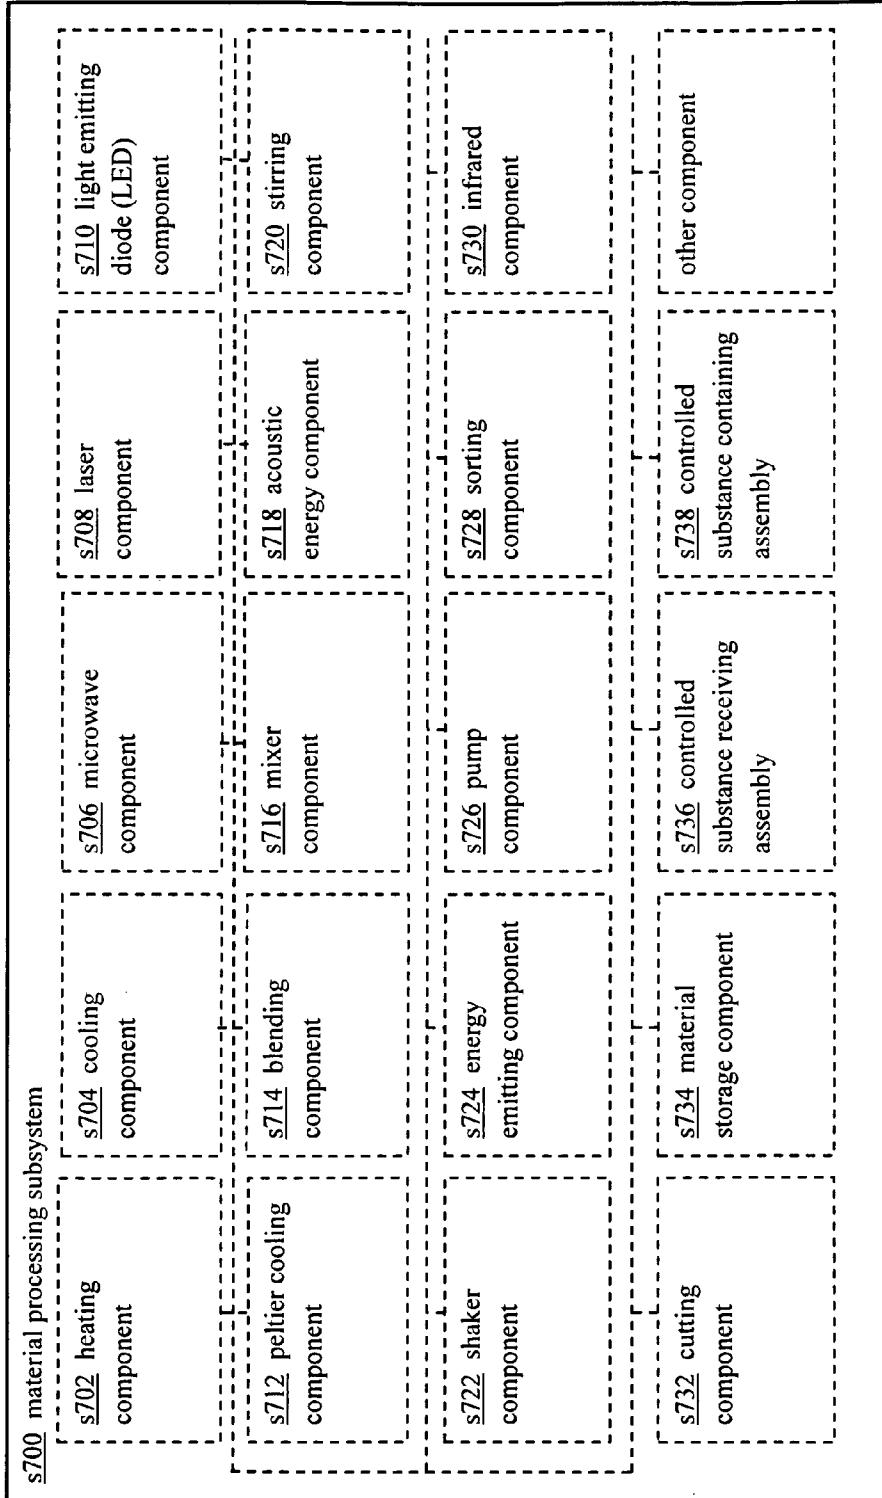 s700 material processing subsystem
s702 heating
component
s704 cooling
component
s706 microwave
component
s708 laser
component
s710 light emitting
diode (LED)
component
s712 peltier cooling
component
s714 blending
component
s716 mixer
component
s718 acoustic
energy component
s720 stirring
component
s722 shaker
component
s724 energy
emitting component
s726 pump
component
s728 sorting
component
s730 infrared
component
s732 cutting
component
s734 material
storage component
s736 controlled
substance receiving
assembly
s738 controlled
substance containing
assembly
other component